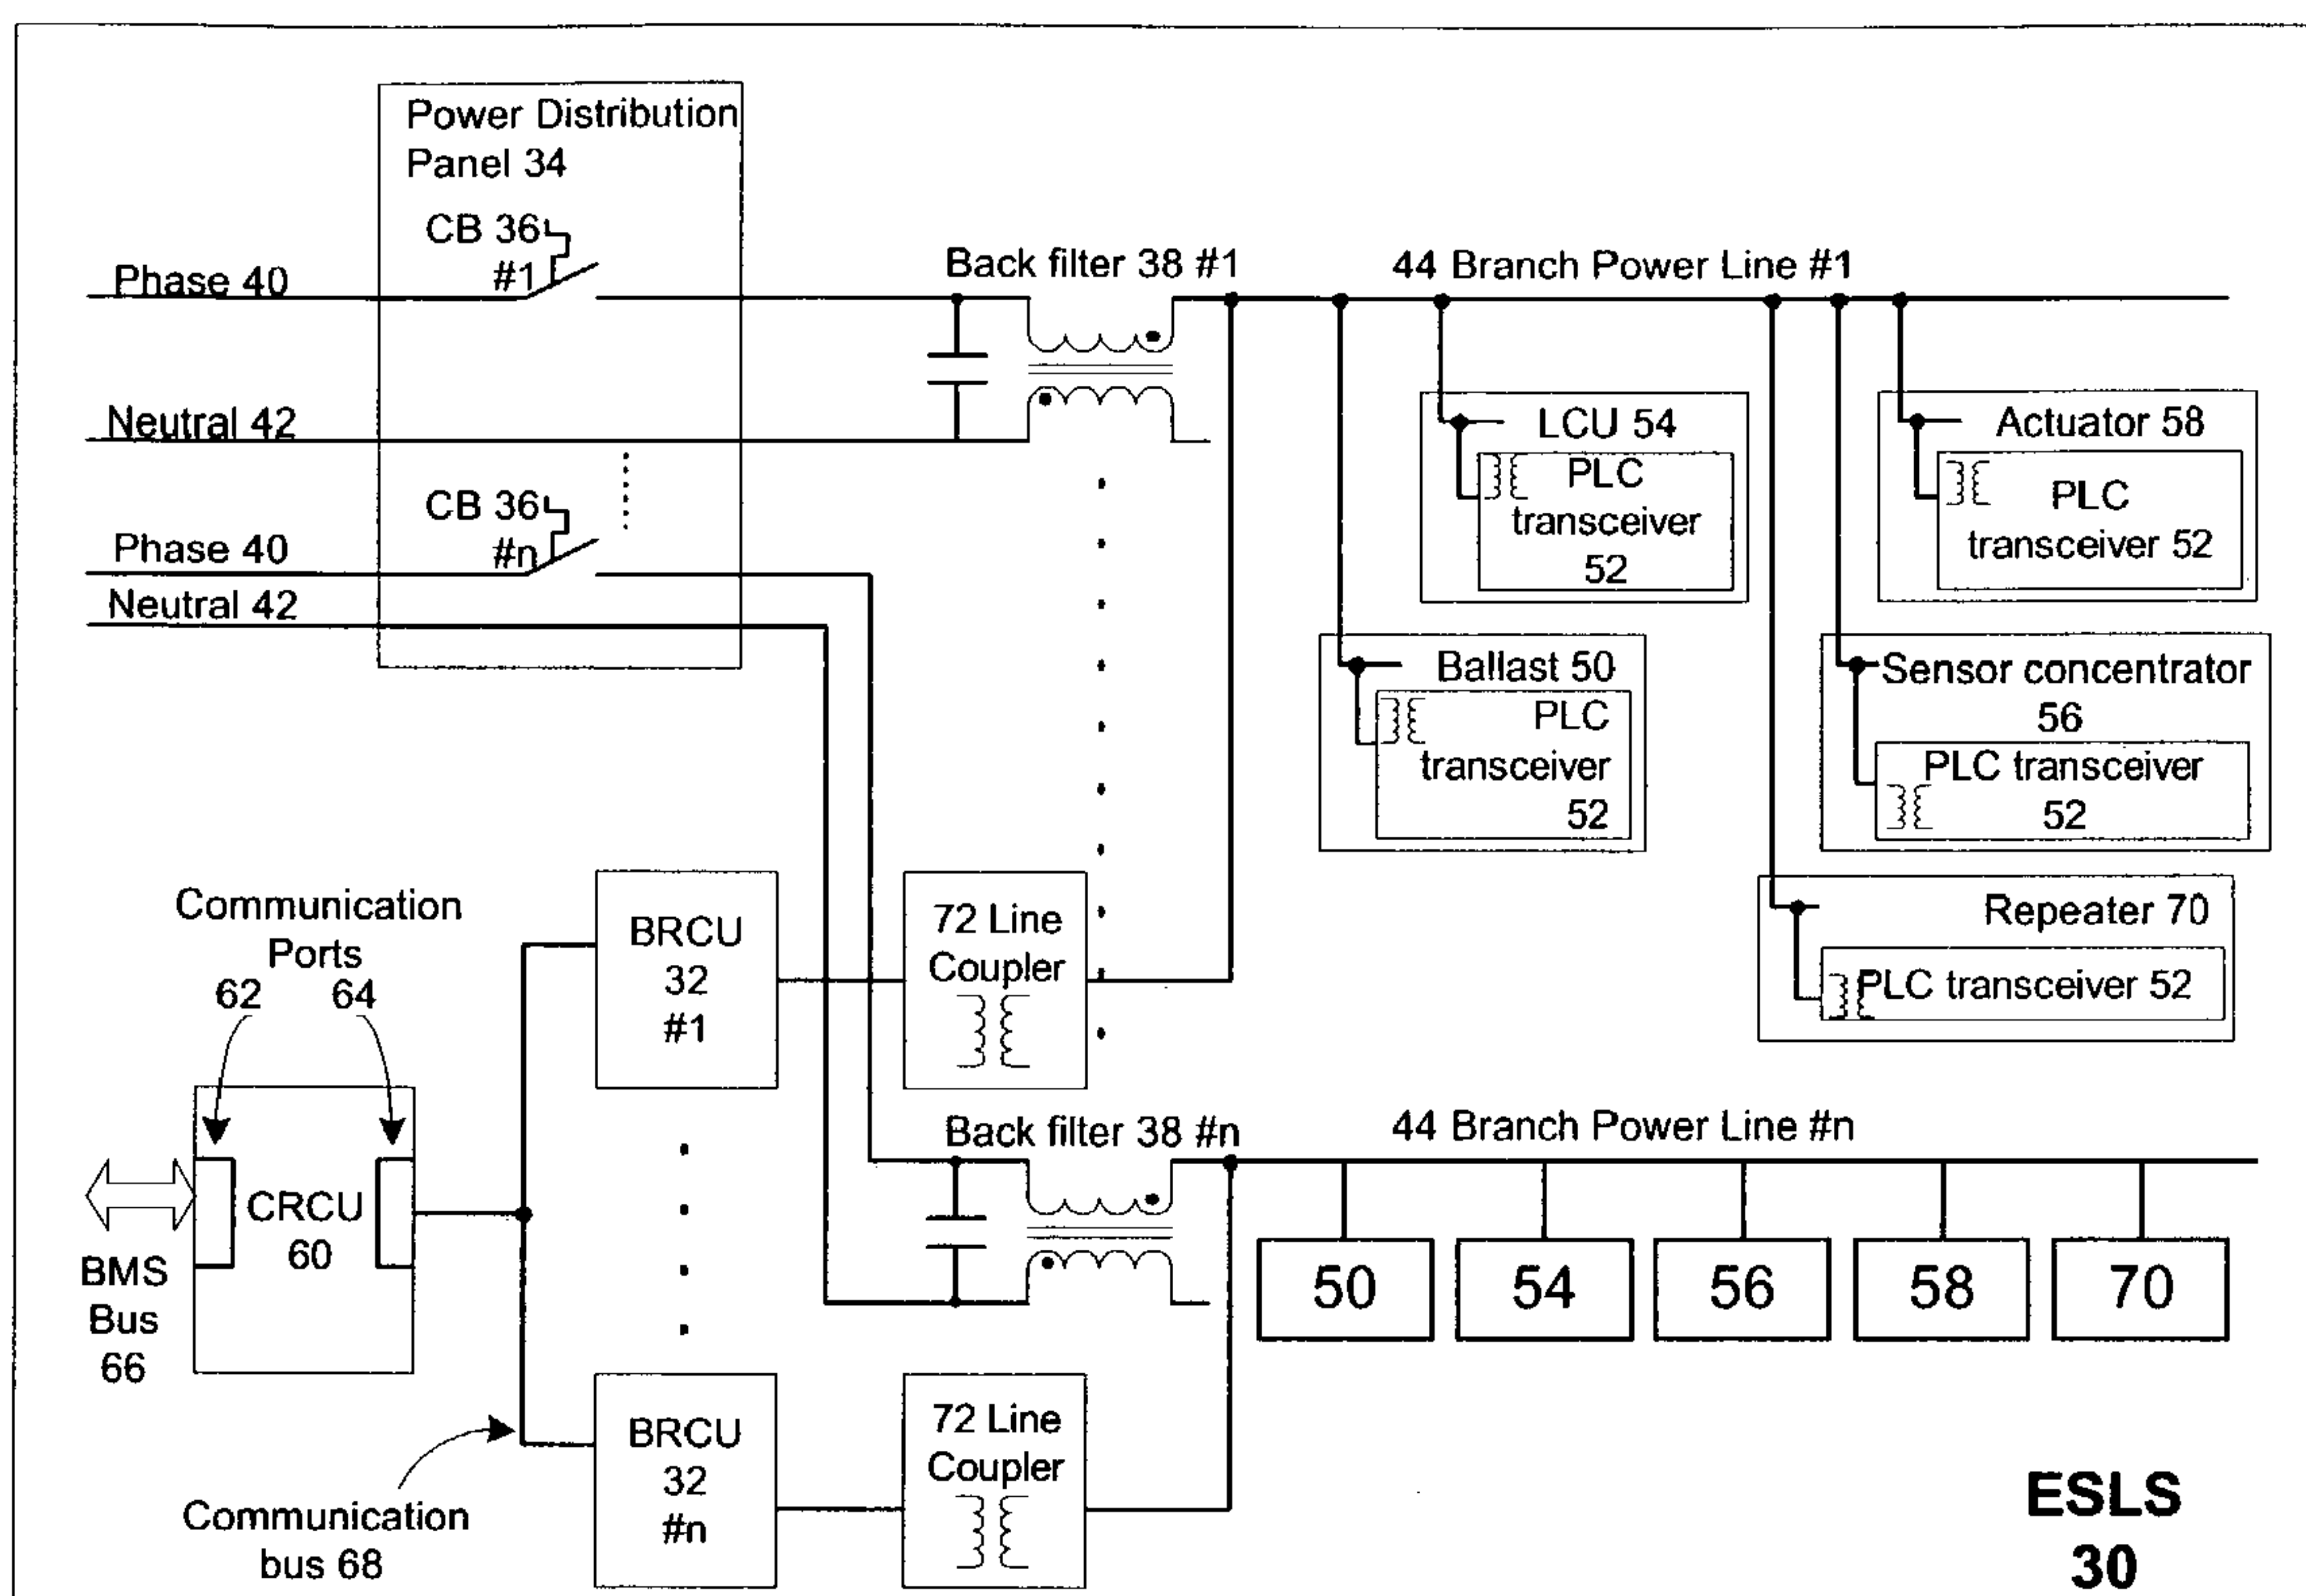 Power Distribution
Panel 34
CB 36
#1
Phase 40
Neutral 42
CB 36
#n
Phase 40
Neutral 42
Back filter 38 #1
44 Branch Power Line #1
LCU 54
PLC
transceiver
52
Actuator 58
PLC
transceiver 52
Ballast 50
PLC
transceiver
52
Sensor concentrator
56
PLC transceiver
52
Repeater 70
PLC transceiver 52
Communication
Ports
62 64
BRCU
32
#1
72 Line
Coupler
CRCU
60
BMS
Bus
66
Back filter 38 #n
44 Branch Power Line #n
50 54 56 58 70
BRCU
32
#n
72 Line
Coupler
Communication
bus 68
ESLS
30